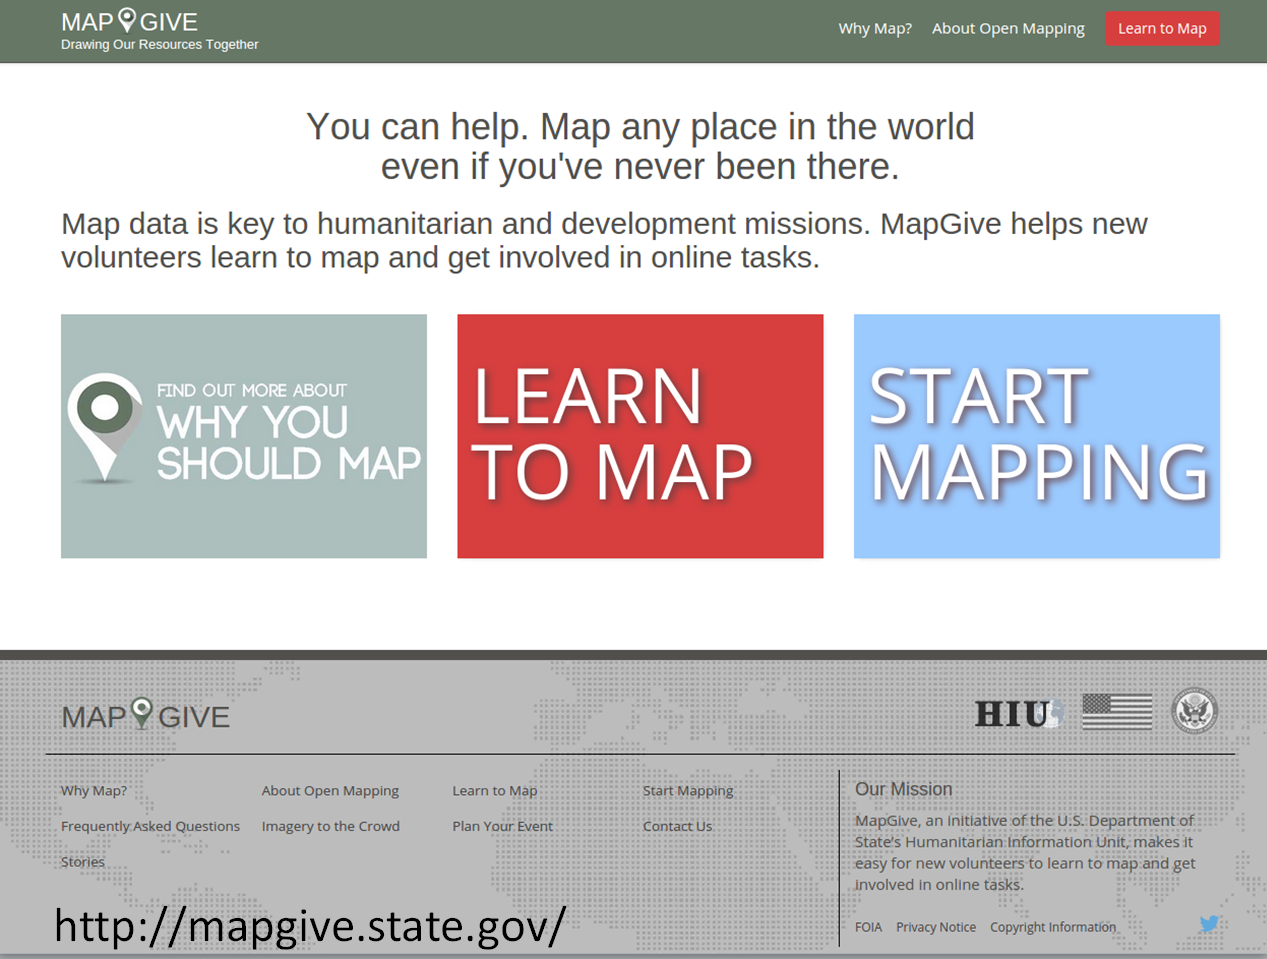 MAP GIVE
Drawing Our Resources Together
Why Map? About Open Mapping Learn to Map
You can help. Map any place in the world
even if you've never been there.
Map data is key to humanitarian and development missions. MapGive helps new
volunteers learn to map and get involved in online tasks.
FIND OUT MORE ABOUT
WHY YOU
SHOULD MAP
LEARN
TO MAP
START
MAPPING
MAP GIVE
HIU
Why Map? About Open Mapping Learn to Map Start Mapping
Frequently Asked Questions Imagery to the Crowd Plan Your Event Contact Us
Stories
Our Mission
MapGive, an initiative of the U.S. Department of
State's Humanitarian Information Unit, makes it
easy for new volunteers to learn to map and get
involved in online tasks.
FOIA Privacy Notice Copyright Information
http://mapgive.state.gov/